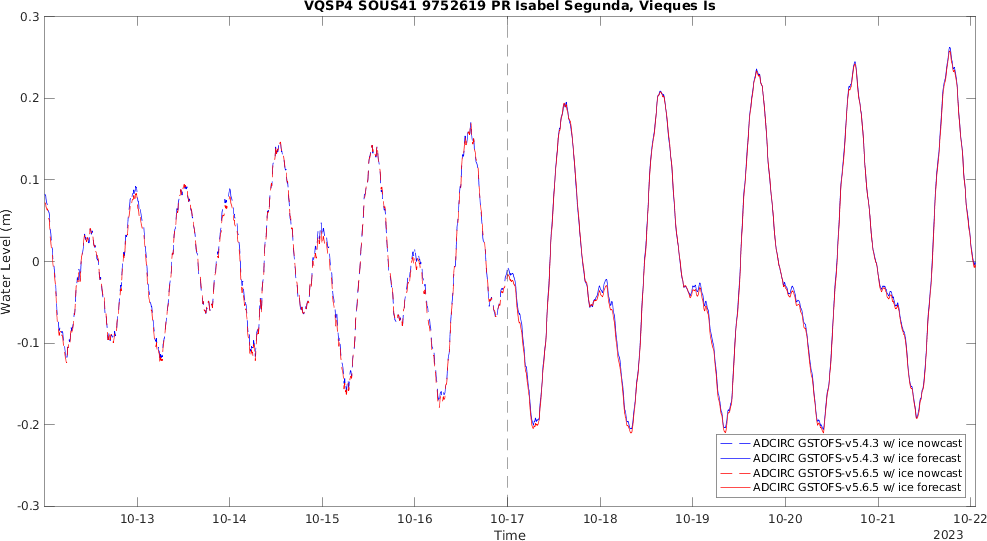 VQSP4 SOUS41 9752619 PR Isabel Segunda, Vieques Is
0.3
0.2
0.1
0
-0.1
-0.2
-0.3
Water Level (m)
ADCIRC GSTOFS-v5.4.3 w/ ice nowcast
ADCIRC GSTOFS-v5.4.3 w/ ice forecast
ADCIRC GSTOFS-v5.6.5 w/ ice nowcast
ADCIRC GSTOFS-v5.6.5 w/ ice forecast
10-13 10-14 10-15 10-16 10-17 10-18 10-19 10-20 10-21 10-22
Time
2023